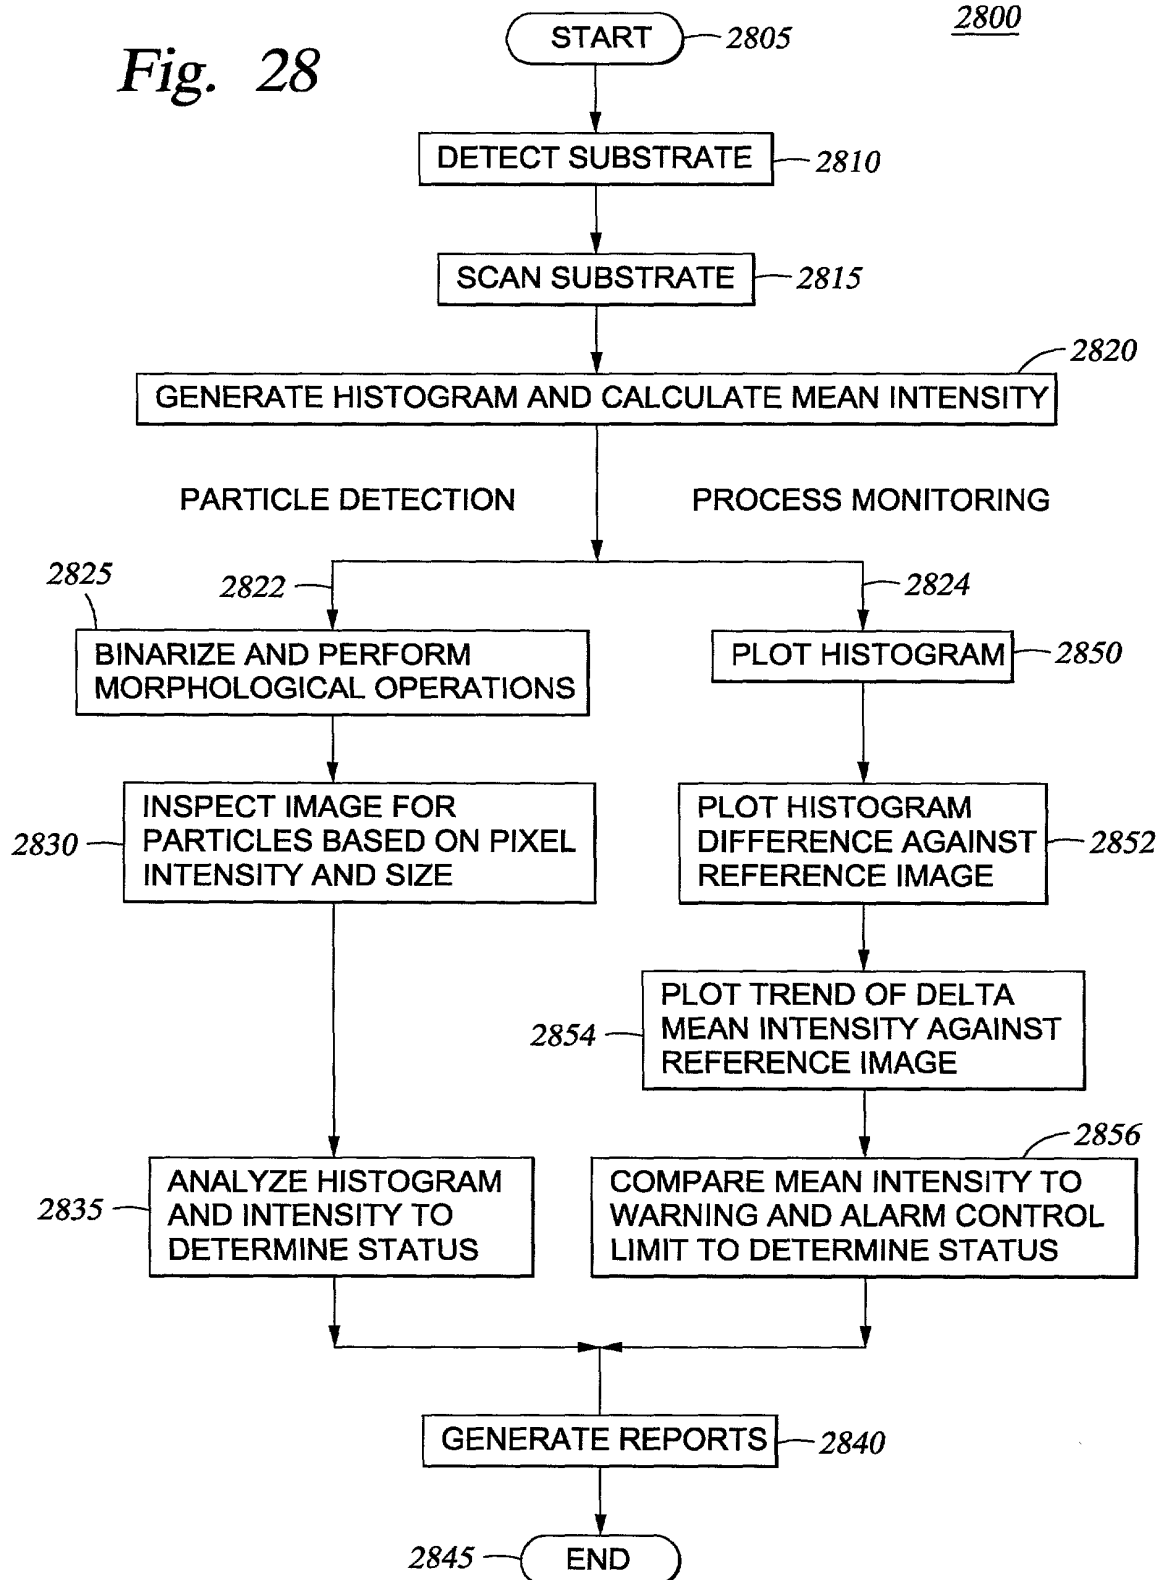 Fig. 28
2800
START
2805
DETECT SUBSTRATE
2810
SCAN SUBSTRATE
2815
2820
GENERATE HISTOGRAM AND CALCULATE MEAN INTENSITY
PARTICLE DETECTION
PROCESS MONITORING
2825
2822
2824
BINARIZE AND PERFORM
MORPHOLOGICAL OPERATIONS
PLOT HISTOGRAM
2850
2830
INSPECT IMAGE FOR
PARTICLES BASED ON PIXEL
INTENSITY AND SIZE
PLOT HISTOGRAM
DIFFERENCE AGAINST
REFERENCE IMAGE
2852
2854
PLOT TREND OF DELTA
MEAN INTENSITY AGAINST
REFERENCE IMAGE
2856
2835
ANALYZE HISTOGRAM
AND INTENSITY TO
DETERMINE STATUS
COMPARE MEAN INTENSITY TO
WARNING AND ALARM CONTROL
LIMIT TO DETERMINE STATUS
GENERATE REPORTS
2840
2845
END